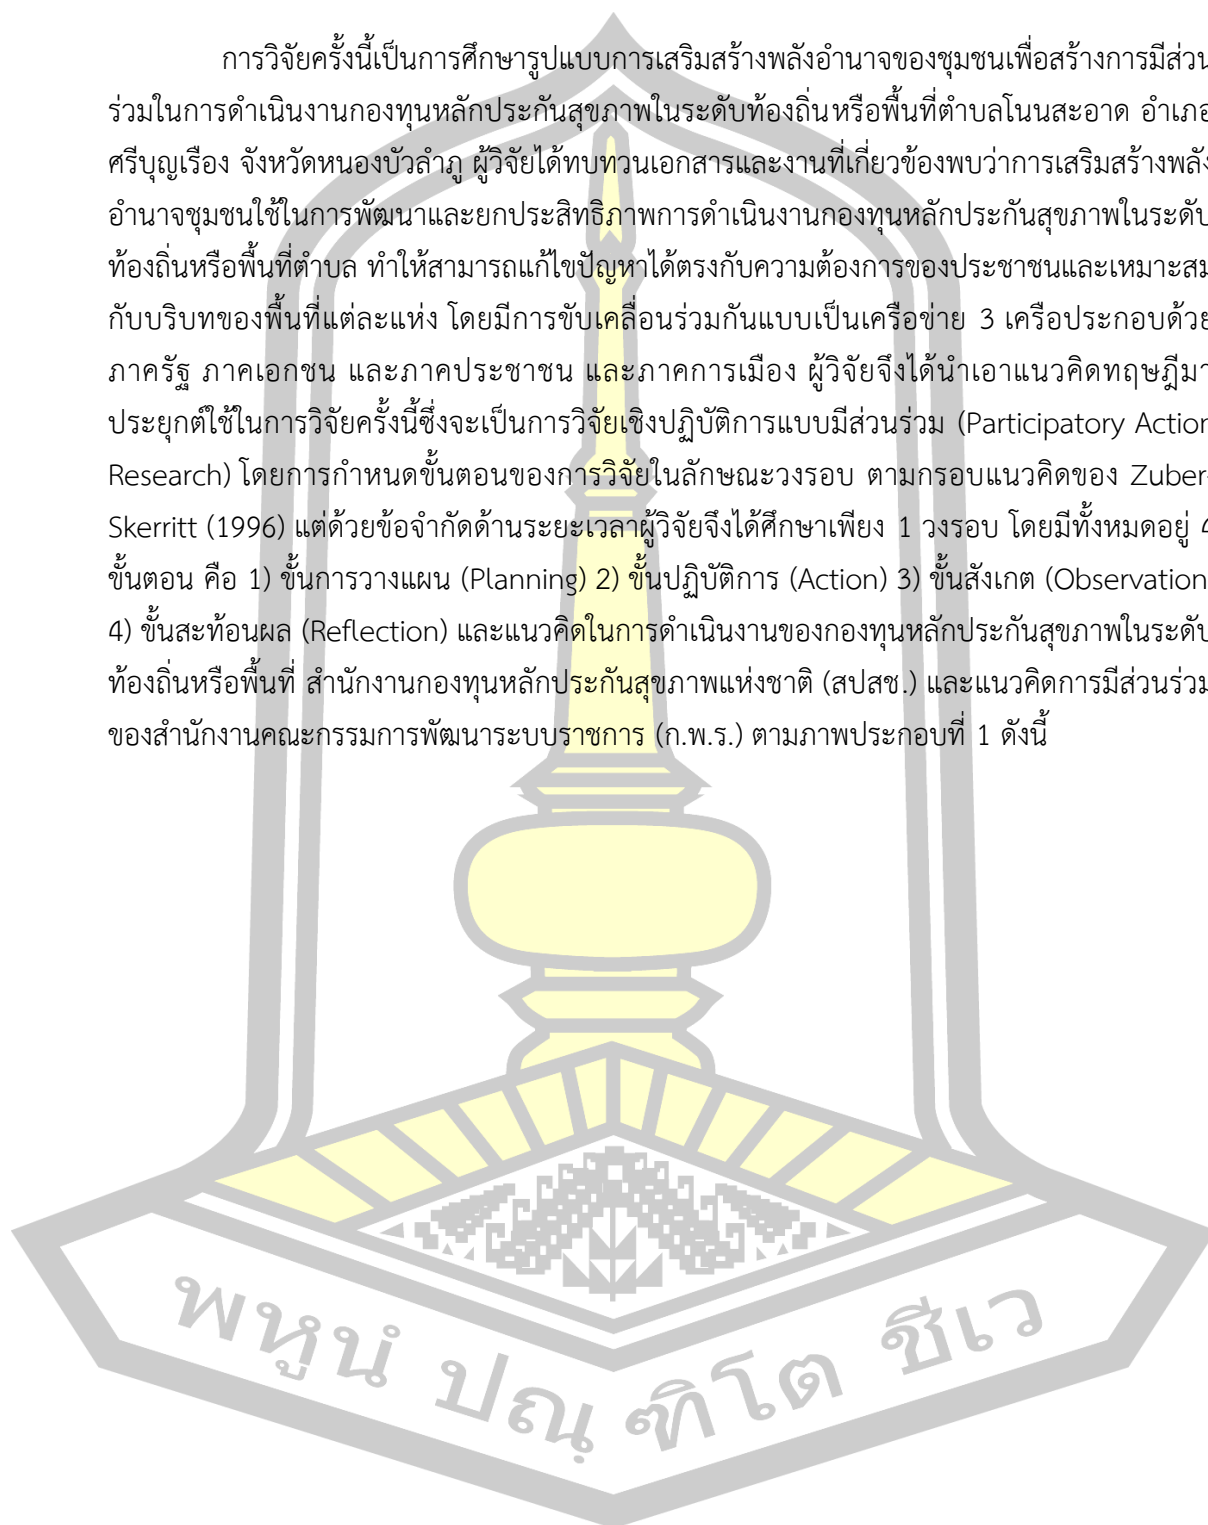 การวิจัยครั้งนี้เป็นการศึกษารูปแบบการเสริมสร้างพลังอำนาจของชุมชนเพื่อสร้างการมีส่วน
ร่วมในการดำเนินงานกองทุนหลักประกันสุขภาพในระดับท้องถิ่นหรือพื้นที่ตำบลโนนสะอาด อำเภอ
ศรีบุญเรือง จังหวัดหนองบัวลำภู ผู้วิจัยได้ทบทวนเอกสารและงานที่เกี่ยวข้องพบว่าการเสริมสร้างพลัง
อำนาจชุมชนใช้ในการพัฒนาและยกประสิทธิภาพการดำเนินงานกองทุนหลักประกันสุขภาพในระดับ
ท้องถิ่นหรือพื้นที่ตำบล ทำให้สามารถแก้ไขปัญหาได้ตรงกับความต้องการของประชาชนและเหมาะสม
กับบริบทของพื้นที่แต่ละแห่ง โดยมีการขับเคลื่อนร่วมกันแบบเป็นเครือข่าย 3 เครือประกอบด้วย
ภาครัฐ ภาคเอกชน และภาคประชาชน และภาคการเมือง ผู้วิจัยจึงได้นำเอาแนวคิดทฤษฎีมา
ประยุกต์ใช้ในการวิจัยครั้งนี้ซึ่งจะเป็นการวิจัยเชิงปฏิบัติการแบบมีส่วนร่วม (Participatory Action
Research) โดยการกำหนดขั้นตอนของการวิจัยในลักษณะวงรอบ ตามกรอบแนวคิดของ Zuber-
Skerritt (1996) แต่ด้วยข้อจำกัดด้านระยะเวลาผู้วิจัยจึงได้ศึกษาเพียง 1 วงรอบ โดยมีทั้งหมดอยู่ 4
ขั้นตอน คือ 1) ขั้นการวางแผน (Planning) 2) ขั้นปฏิบัติการ (Action) 3) ขั้นสังเกต (Observation)
4) ขั้นสะท้อนผล (Reflection) และแนวคิดในการดำเนินงานของกองทุนหลักประกันสุขภาพในระดับ
ท้องถิ่นหรือพื้นที่ สำนักงานกองทุนหลักประกันสุขภาพแห่งชาติ (สปสช.) และแนวคิดการมีส่วนร่วม
ของสำนักงานคณะกรรมการพัฒนาระบบราชการ (ก.พ.ร.) ตามภาพประกอบที่ 1 ดังนี้
พหูนํ ปณฺฑิโต ชีเว